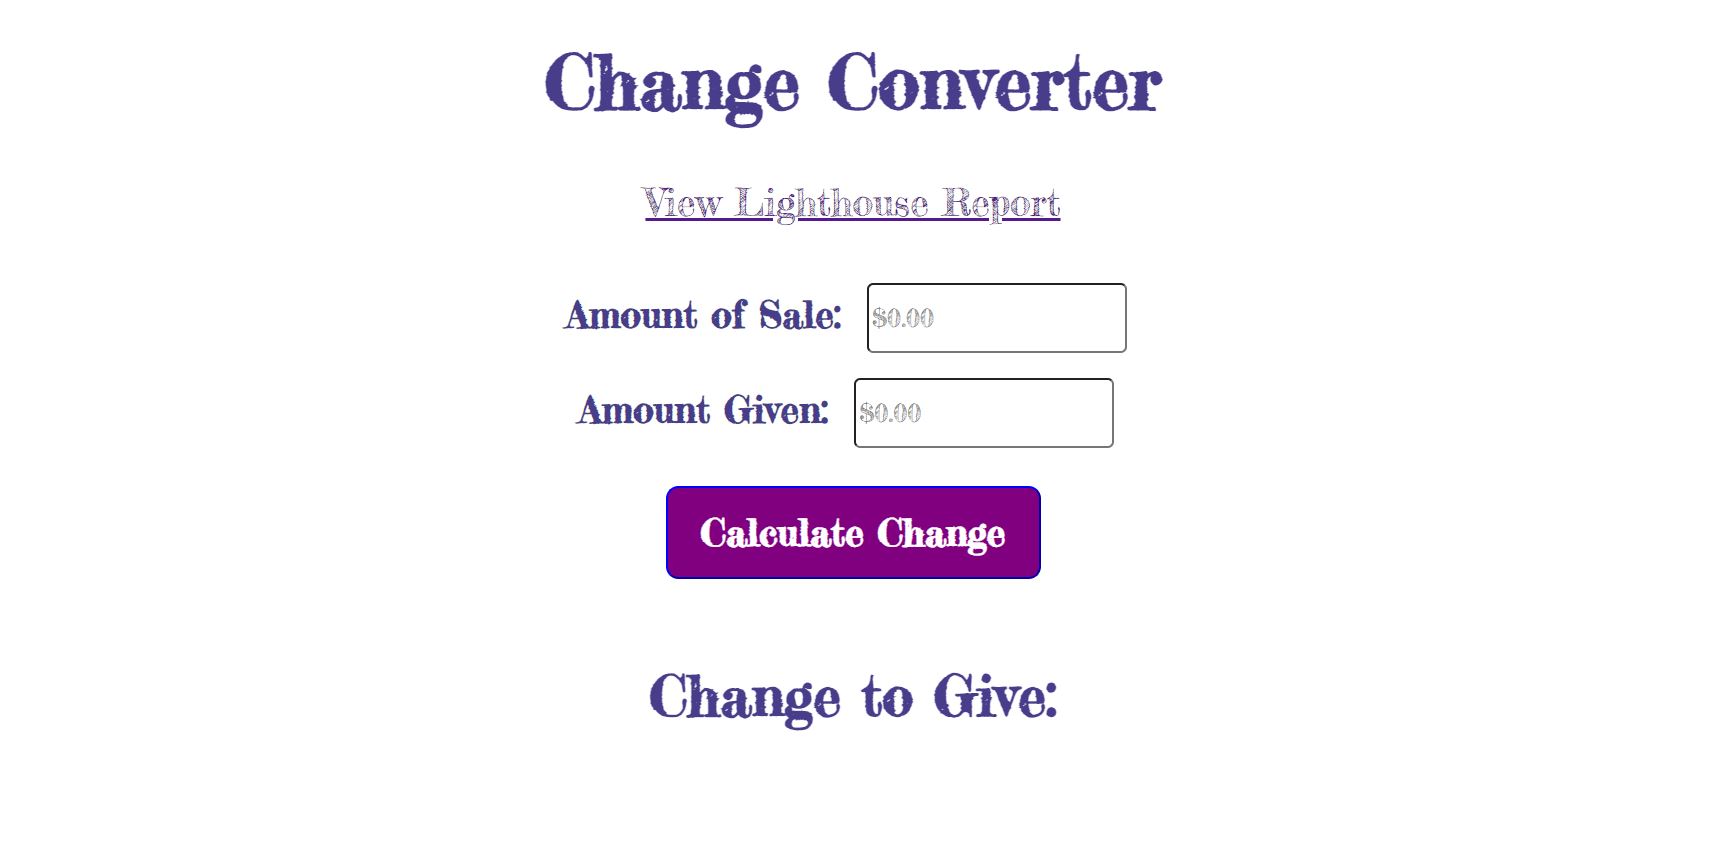 Change Converter
View Lighthouse Report
Amount of Sale: $0.00
Amount Given: $0.00
Calculate Change
Change to Give: